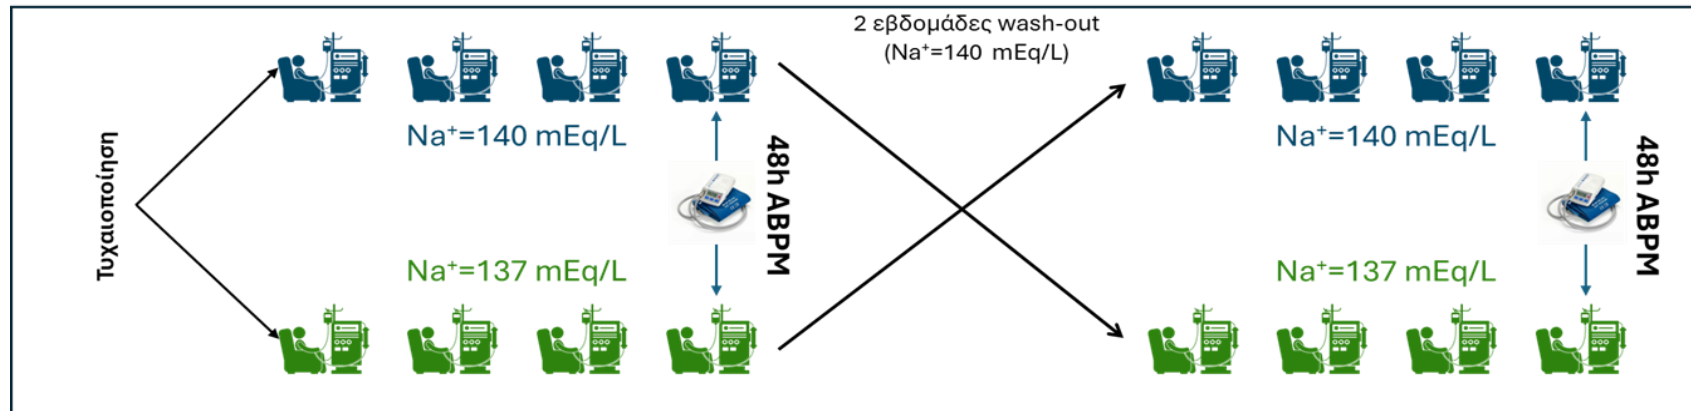 2 εβδομάδες wash-out
(Na⁺=140 mEq/L)
Τυχαιοποίηση
Na⁺=140 mEq/L
48h ABPM
Na⁺=137 mEq/L
Na⁺=140 mEq/L
48h ABPM
Na⁺=137 mEq/L